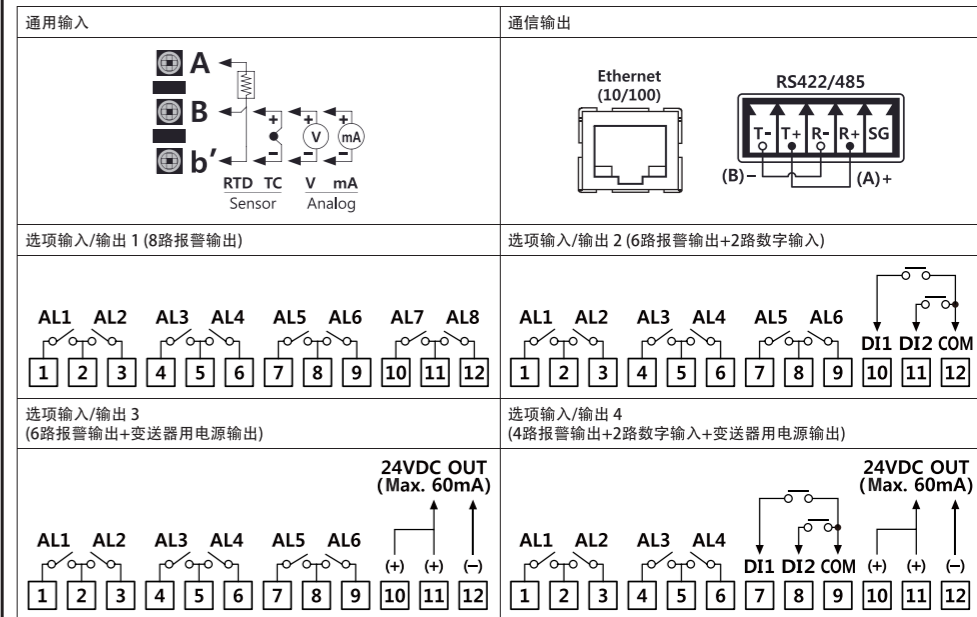 通用输入
A
B
b′
+ + +
V mA
- - -
RTD TC V mA
Sensor Analog
通信输出
Ethernet
(10/100)
RS422/485
T- T+ R- R+ SG
(B)- (A)+
选项输入/输出 1 (8路报警输出)
AL1 AL2 AL3 AL4 AL5 AL6 AL7 AL8
1 2 3 4 5 6 7 8 9 10 11 12
选项输入/输出 2 (6路报警输出+2路数字输入)
AL1 AL2 AL3 AL4 AL5 AL6
DI1 DI2 COM
1 2 3 4 5 6 7 8 9 10 11 12
选项输入/输出 3
(6路报警输出+变送器用电源输出)
24VDC OUT
(Max. 60mA)
AL1 AL2 AL3 AL4 AL5 AL6
(+) (+) (-)
1 2 3 4 5 6 7 8 9 10 11 12
选项输入/输出 4
(4路报警输出+2路数字输入+变送器用电源输出)
24VDC OUT
(Max. 60mA)
AL1 AL2 AL3 AL4
DI1 DI2 COM (+) (+) (-)
1 2 3 4 5 6 7 8 9 10 11 12